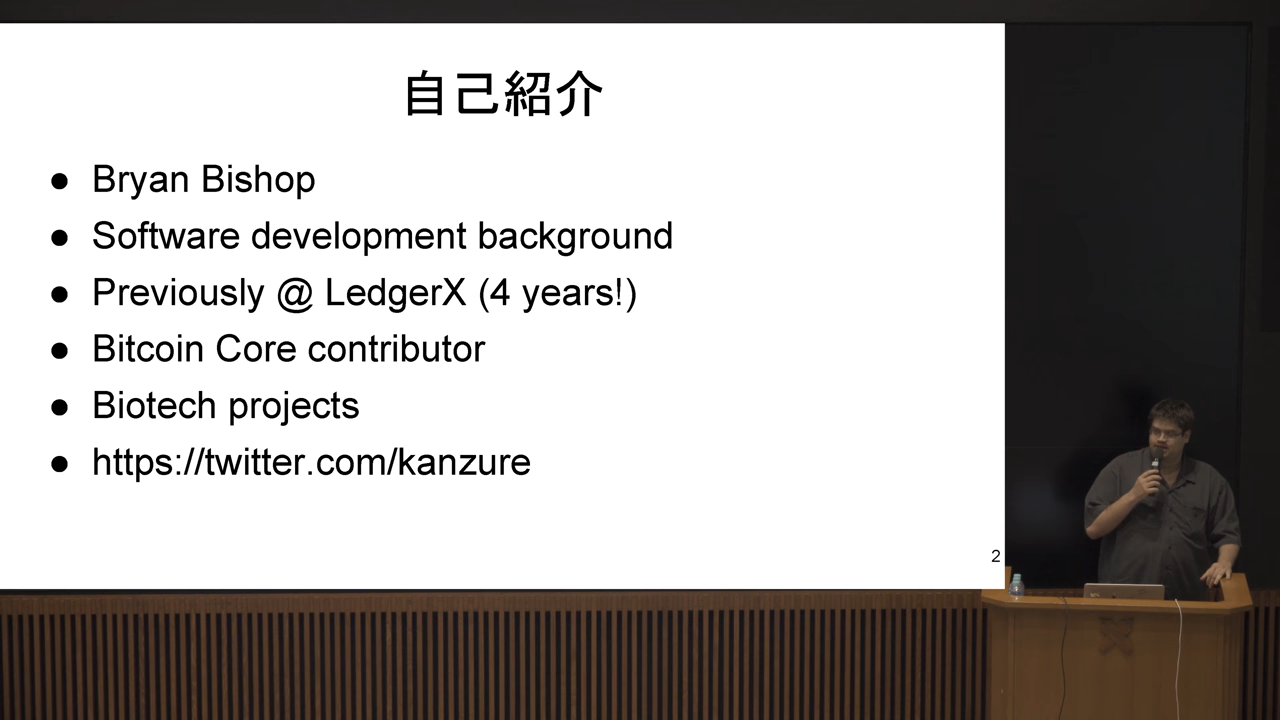 自己紹介
● Bryan Bishop
● Software development background
● Previously @ LedgerX (4 years!)
● Bitcoin Core contributor
● Biotech projects
● https://twitter.com/kanzure
2